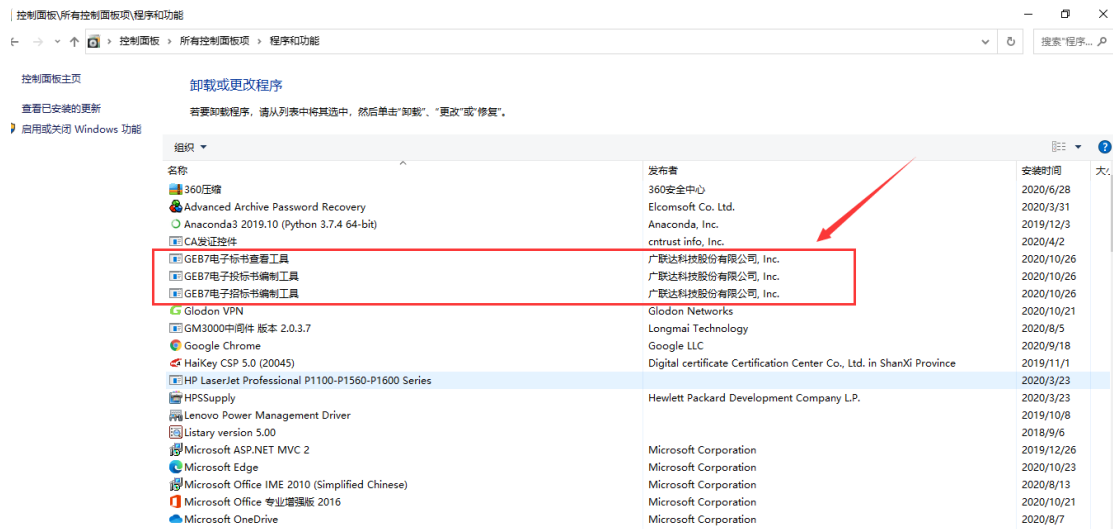 控制面板\所有控制面板项\程序和功能
控制面板 › 所有控制面板项 › 程序和功能 搜索"程序...
控制面板主页
查看已安装的更新
启用或关闭 Windows 功能
卸载或更改程序
若要卸载程序，请从列表中将其选中，然后单击"卸载"、"更改"或"修复"。
组织
名称 发布者 安装时间
360压缩 360安全中心 2020/6/28
Advanced Archive Password Recovery Elcomsoft Co. Ltd. 2020/3/31
Anaconda3 2019.10 (Python 3.7.4 64-bit) Anaconda, Inc. 2019/12/3
CA发证控件 cntrust info, Inc. 2020/4/2
GEB7电子标书查看工具 广联达科技股份有限公司, Inc. 2020/10/26
GEB7电子投标书编制工具 广联达科技股份有限公司, Inc. 2020/10/26
GEB7电子招标书编制工具 广联达科技股份有限公司, Inc. 2020/10/26
Glodon VPN Glodon Networks 2020/10/21
GM3000中间件 版本 2.0.3.7 Longmai Technology 2020/8/5
Google Chrome Google LLC 2020/9/18
HaiKey CSP 5.0 (20045) Digital certificate Certification Center Co., Ltd. in ShanXi Province 2019/11/1
HP LaserJet Professional P1100-P1560-P1600 Series 2020/3/23
HPSSupply Hewlett Packard Development Company L.P. 2020/3/23
Lenovo Power Management Driver 2019/10/8
Listary version 5.00 2018/9/6
Microsoft ASP.NET MVC 2 Microsoft Corporation 2019/12/26
Microsoft Edge Microsoft Corporation 2020/10/23
Microsoft Office IME 2010 (Simplified Chinese) Microsoft Corporation 2020/8/13
Microsoft Office 专业增强版 2016 Microsoft Corporation 2020/10/21
Microsoft OneDrive Microsoft Corporation 2020/8/7